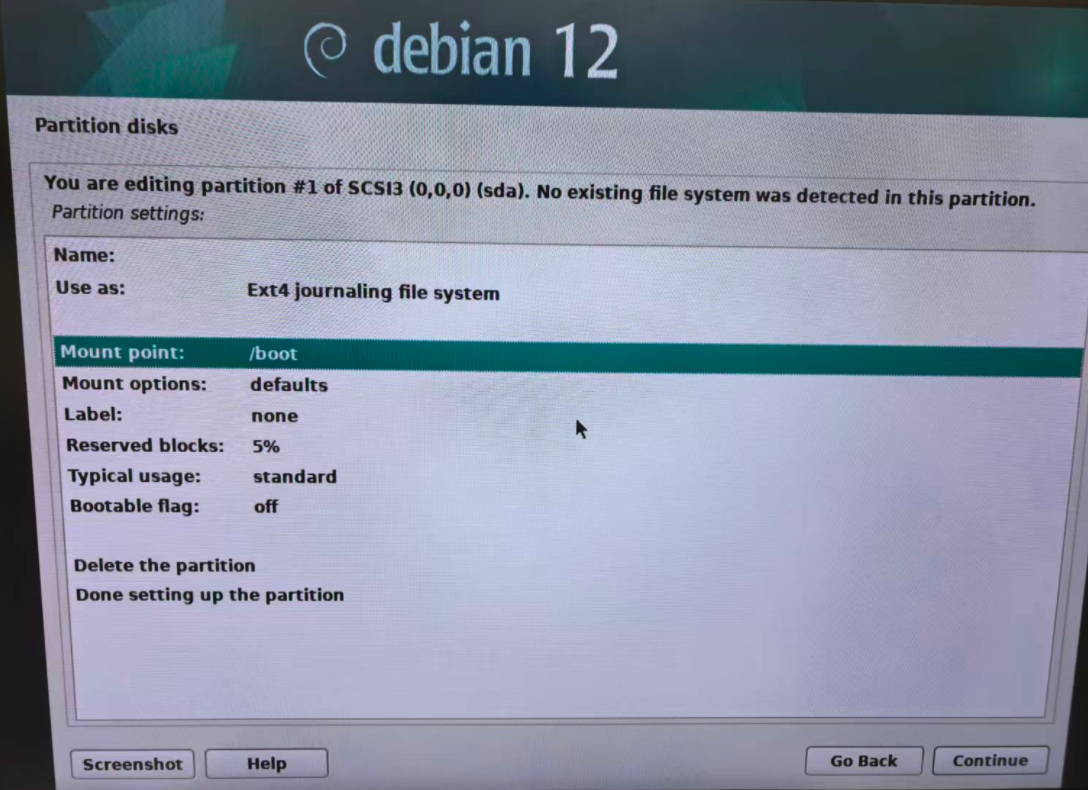 debian 12
Partition disks
You are editing partition #1 of SCSI3 (0,0,0) (sda). No existing file system was detected in this partition.
Partition settings:
Name:
Use as: Ext4 journaling file system
Mount point: /boot
Mount options: defaults
Label: none
Reserved blocks: 5%
Typical usage: standard
Bootable flag: off
Delete the partition
Done setting up the partition
Screenshot Help Go Back Continue